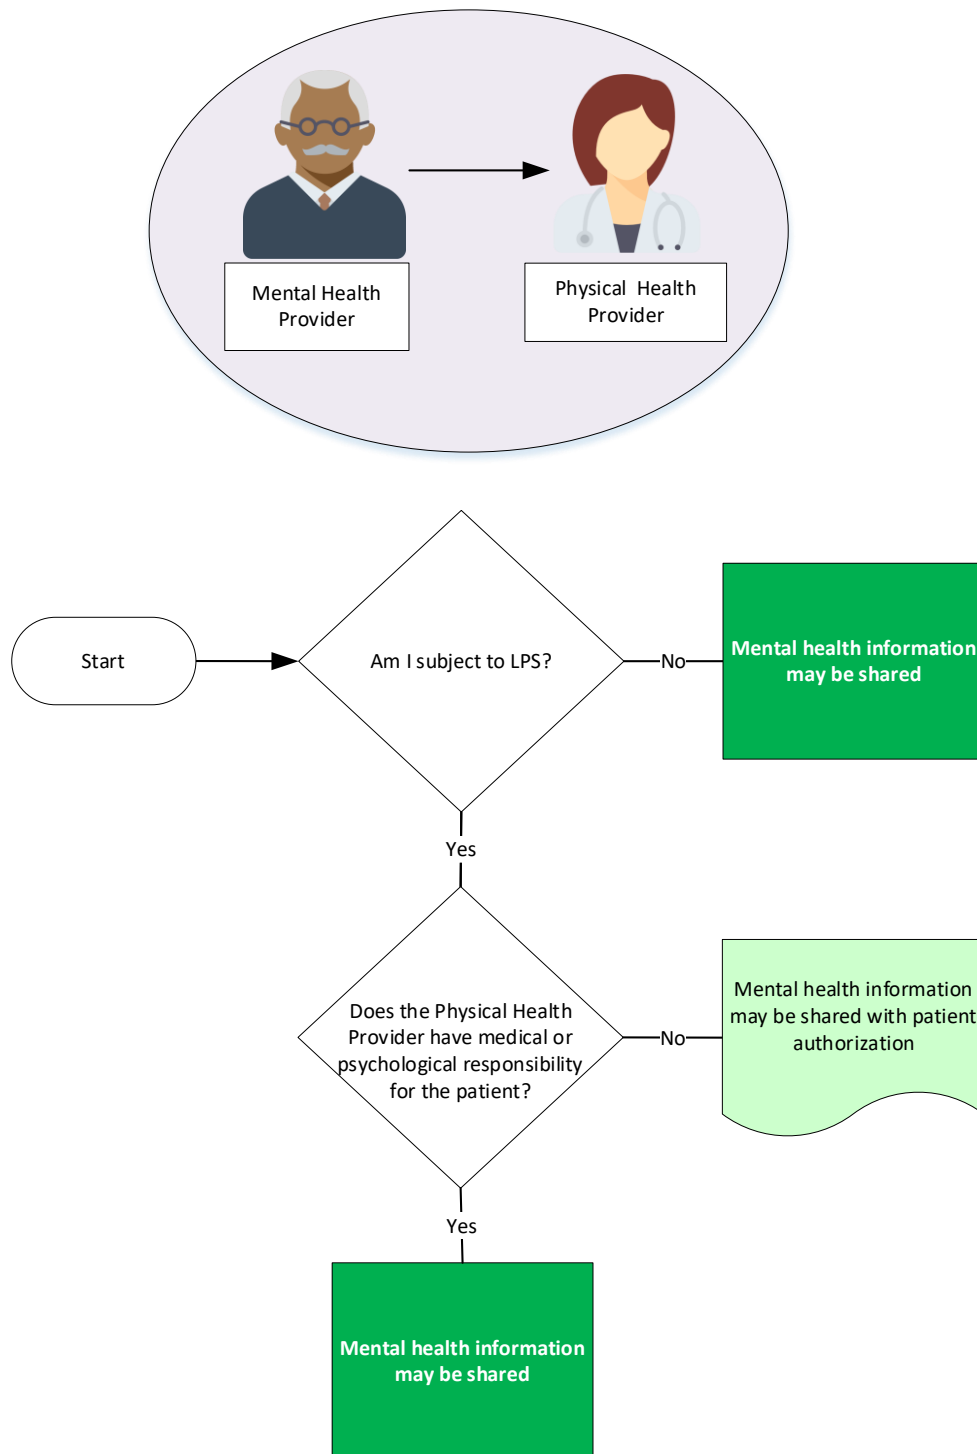 Mental Health
Provider
Physical Health
Provider
Start
Am I subject to LPS?
No
Mental health information
may be shared
Yes
Does the Physical Health
Provider have medical or
psychological responsibility
for the patient?
No
Mental health information
may be shared with patient
authorization
Yes
Mental health information
may be shared